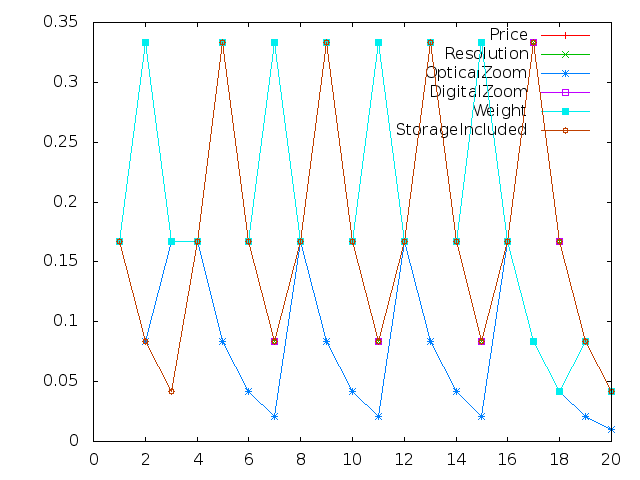 0.35
0.3
0.25
0.2
0.15
0.1
0.05
0
0 2 4 6 8 10 12 14 16 18 20
Price
Resolution
OpticalZoom
DigitalZoom
Weight
StorageIncluded